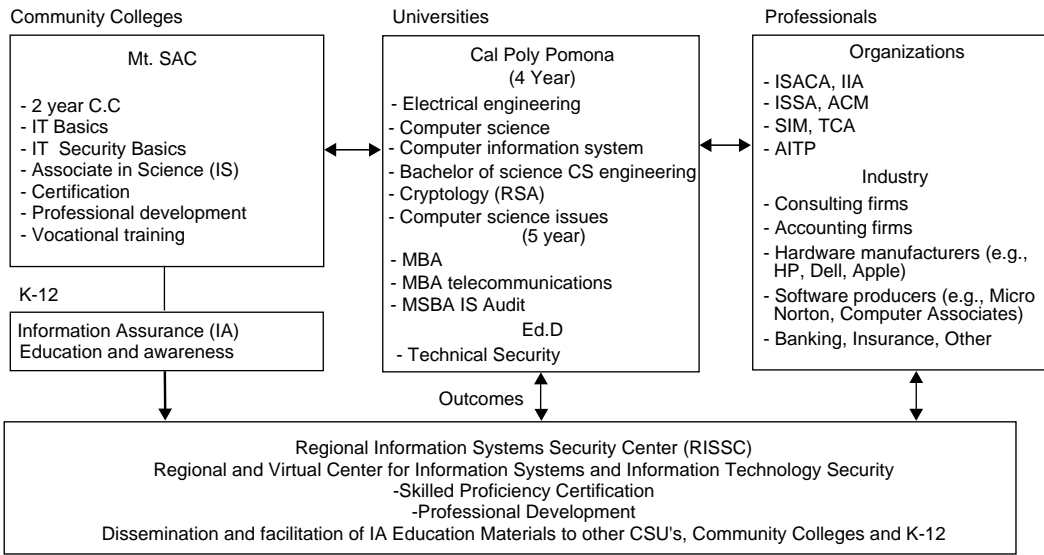 Community Colleges
Mt. SAC
- 2 year C.C
- IT Basics
- IT Security Basics
- Associate in Science (IS)
- Certification
- Professional development
- Vocational training
K-12
Information Assurance (IA)
Education and awareness
Universities
Cal Poly Pomona
(4 Year)
- Electrical engineering
- Computer science
- Computer information system
- Bachelor of science CS engineering
- Cryptology (RSA)
- Computer science issues
(5 year)
- MBA
- MBA telecommunications
- MSBA IS Audit
Ed.D
- Technical Security
Professionals
Organizations
- ISACA, IIA
- ISSA, ACM
- SIM, TCA
- AITP
Industry
- Consulting firms
- Accounting firms
- Hardware manufacturers (e.g.,
HP, Dell, Apple)
- Software producers (e.g., Micro
Norton, Computer Associates)
- Banking, Insurance, Other
Outcomes
Regional Information Systems Security Center (RISSC)
Regional and Virtual Center for Information Systems and Information Technology Security
-Skilled Proficiency Certification
-Professional Development
Dissemination and facilitation of IA Education Materials to other CSU's, Community Colleges and K-12